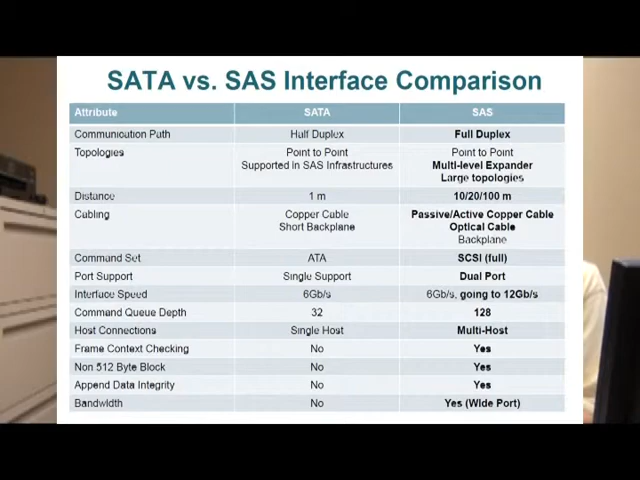 SATA vs. SAS Interface Comparison
Attribute SATA SAS
Communication Path Half Duplex Full Duplex
Topologies Point to Point Point to Point
Supported in SAS Infrastructures Multi-level Expander
Large topologies
Distance 1 m 10/20/100 m
Cabling Copper Cable Passive/Active Copper Cable
Short Backplane Optical Cable
Backplane
Command Set ATA SCSI (full)
Port Support Single Support Dual Port
Interface Speed 6Gb/s 6Gb/s, going to 12Gb/s
Command Queue Depth 32 128
Host Connections Single Host Multi-Host
Frame Context Checking No Yes
Non 512 Byte Block No Yes
Append Data Integrity No Yes
Bandwidth No Yes (Wide Port)